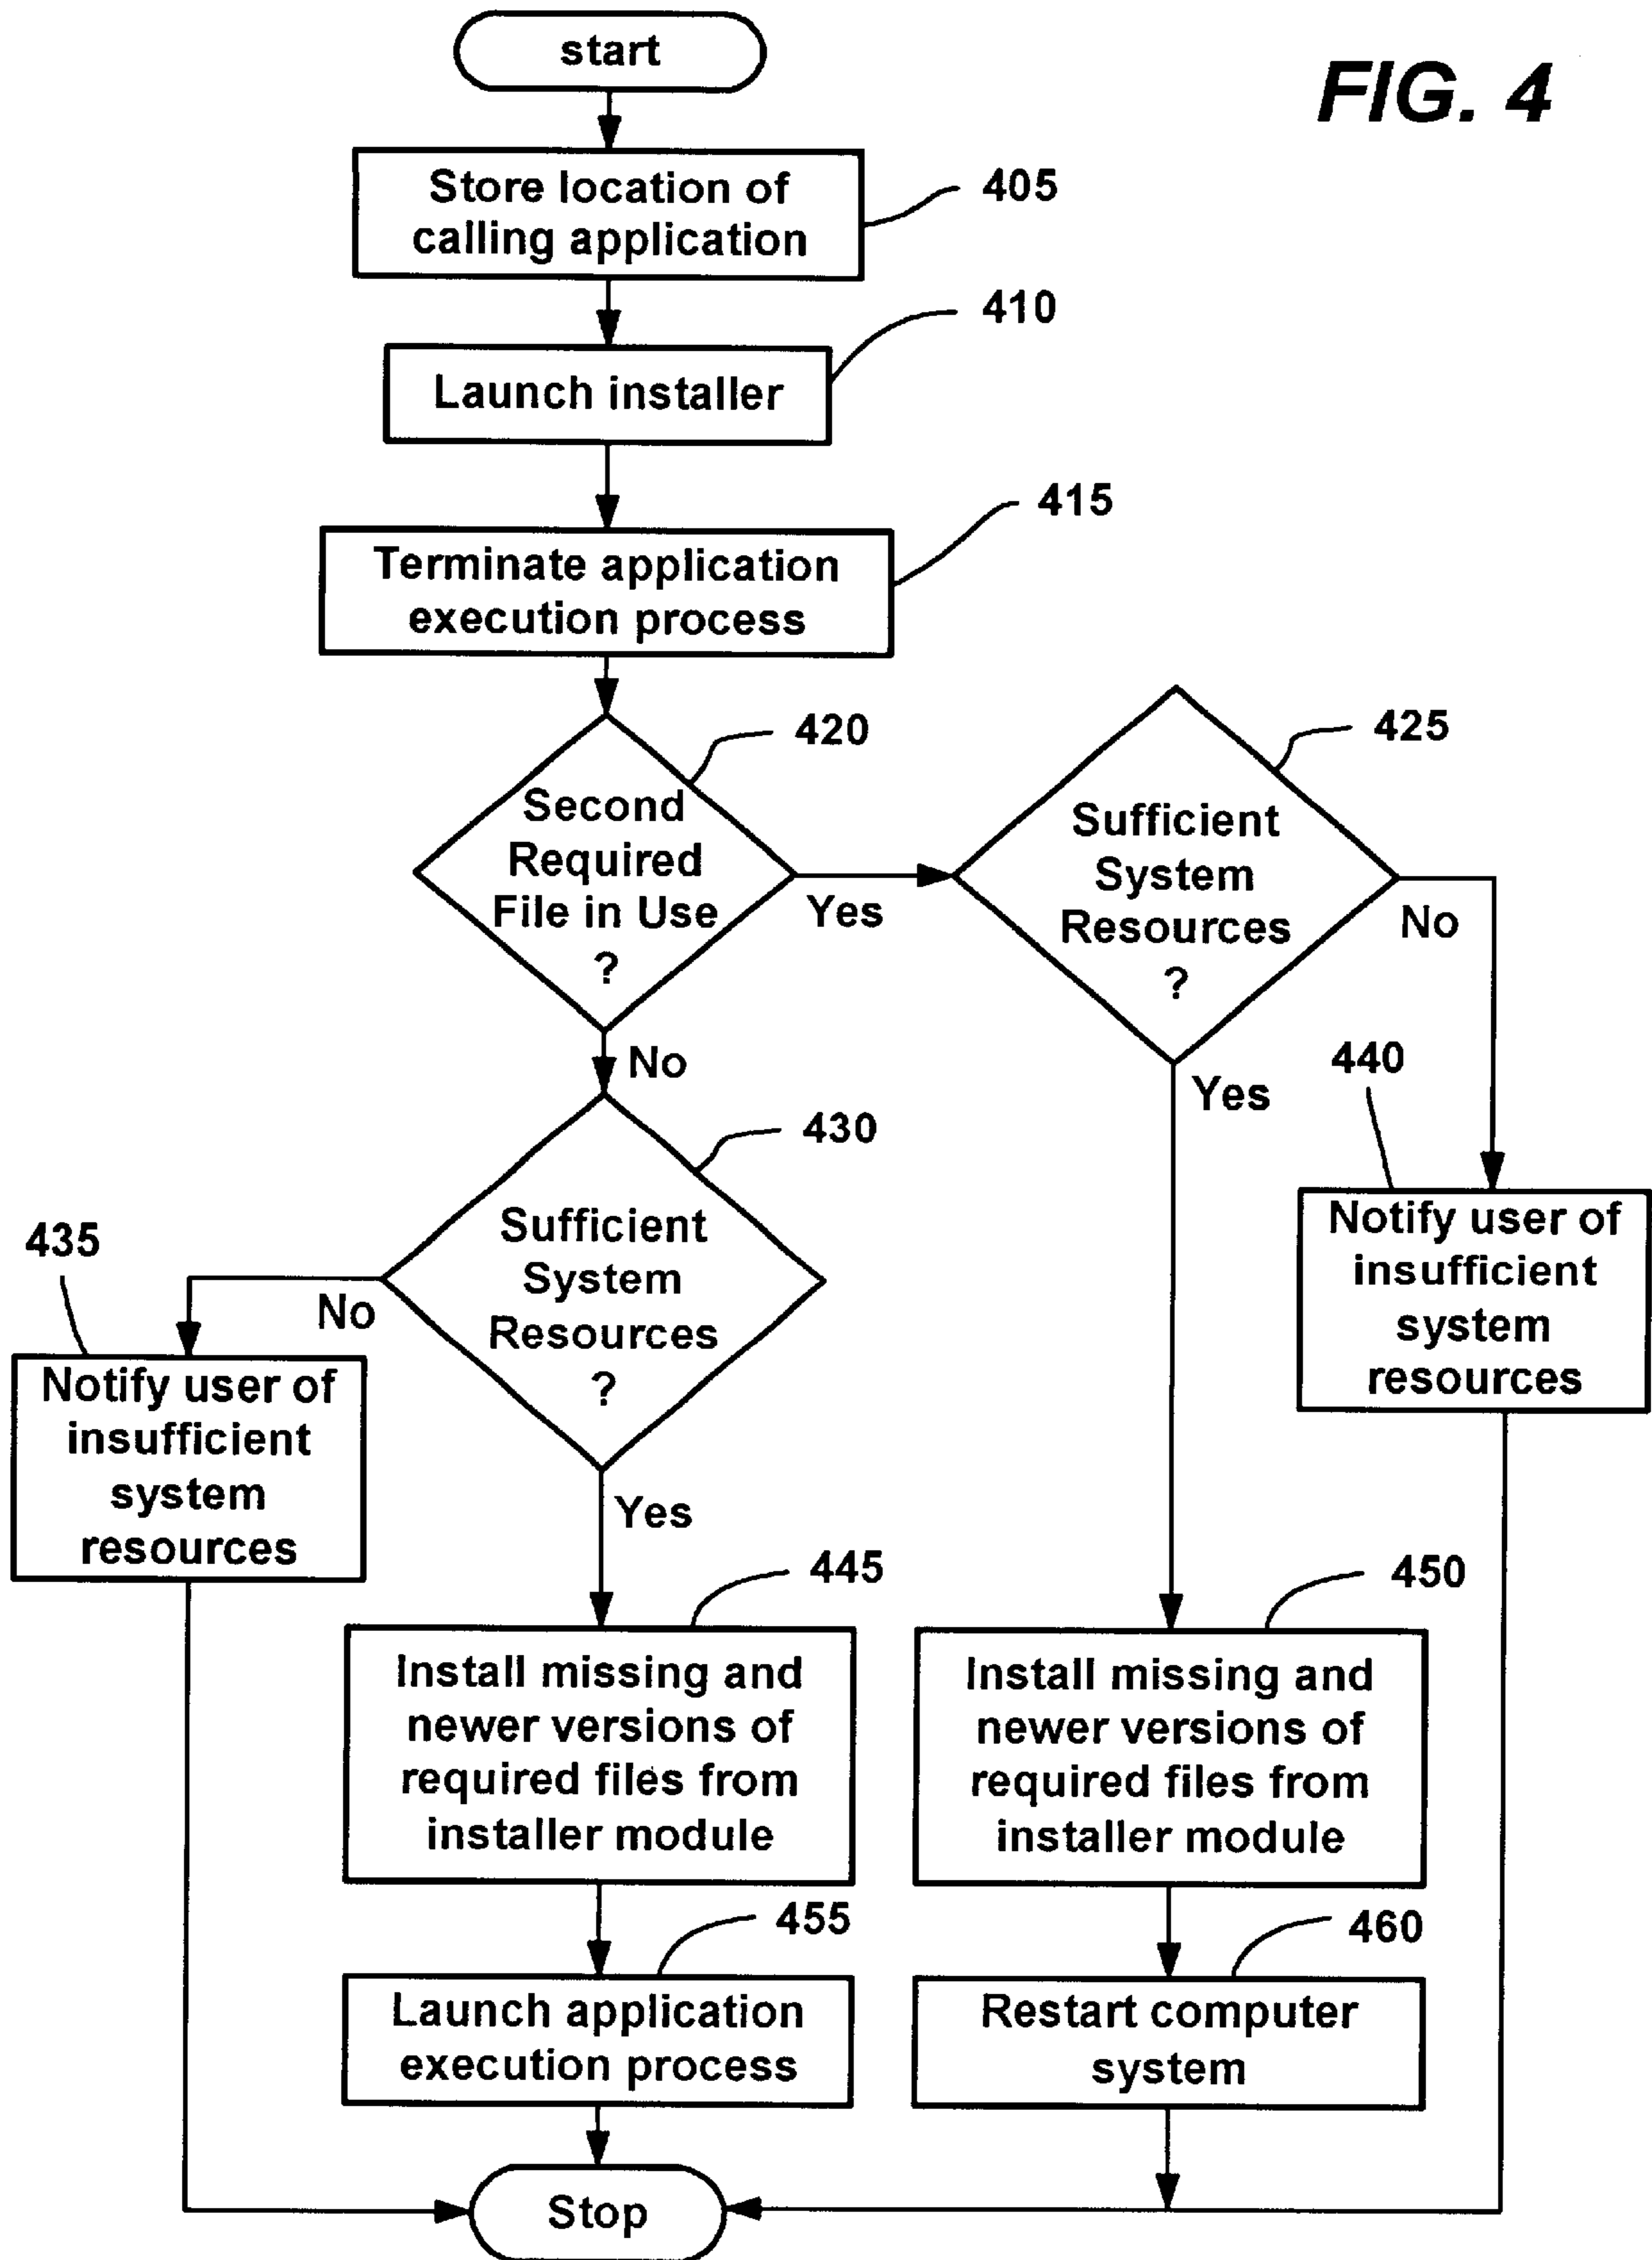 start
FIG. 4
Store location of
calling application
405
410
Launch installer
415
Terminate application
execution process
420
Second
Required
File in Use
?
Yes
No
425
Sufficient
System
Resources
?
No
Yes
440
Notify user of
insufficient
system
resources
430
Sufficient
System
Resources
?
No
Yes
435
Notify user of
insufficient
system
resources
445
Install missing and
newer versions of
required files from
installer module
450
Install missing and
newer versions of
required files from
installer module
455
Launch application
execution process
460
Restart computer
system
Stop